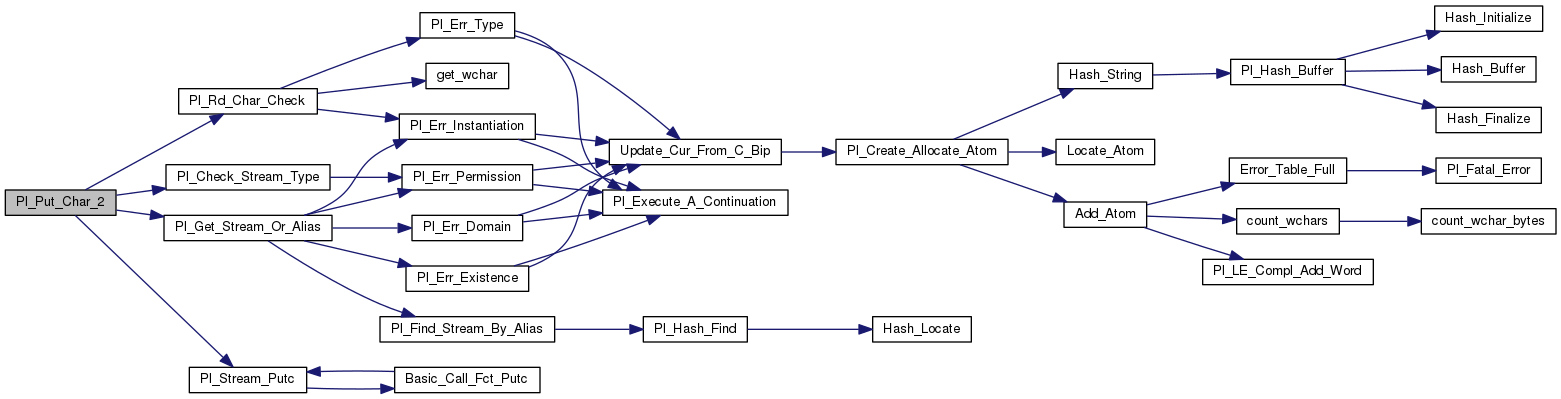 Pl_Put_Char_2
Pl_Rd_Char_Check
Pl_Check_Stream_Type
Pl_Get_Stream_Or_Alias
Pl_Stream_Putc
Pl_Err_Type
get_wchar
Pl_Err_Instantiation
Pl_Err_Permission
Pl_Err_Domain
Pl_Err_Existence
Pl_Find_Stream_By_Alias
Basic_Call_Fct_Putc
Update_Cur_From_C_Bip
Pl_Execute_A_Continuation
Pl_Hash_Find
Pl_Create_Allocate_Atom
Hash_Locate
Hash_String
Locate_Atom
Add_Atom
Pl_Hash_Buffer
Error_Table_Full
count_wchars
Pl_LE_Compl_Add_Word
Hash_Initialize
Hash_Buffer
Hash_Finalize
Pl_Fatal_Error
count_wchar_bytes